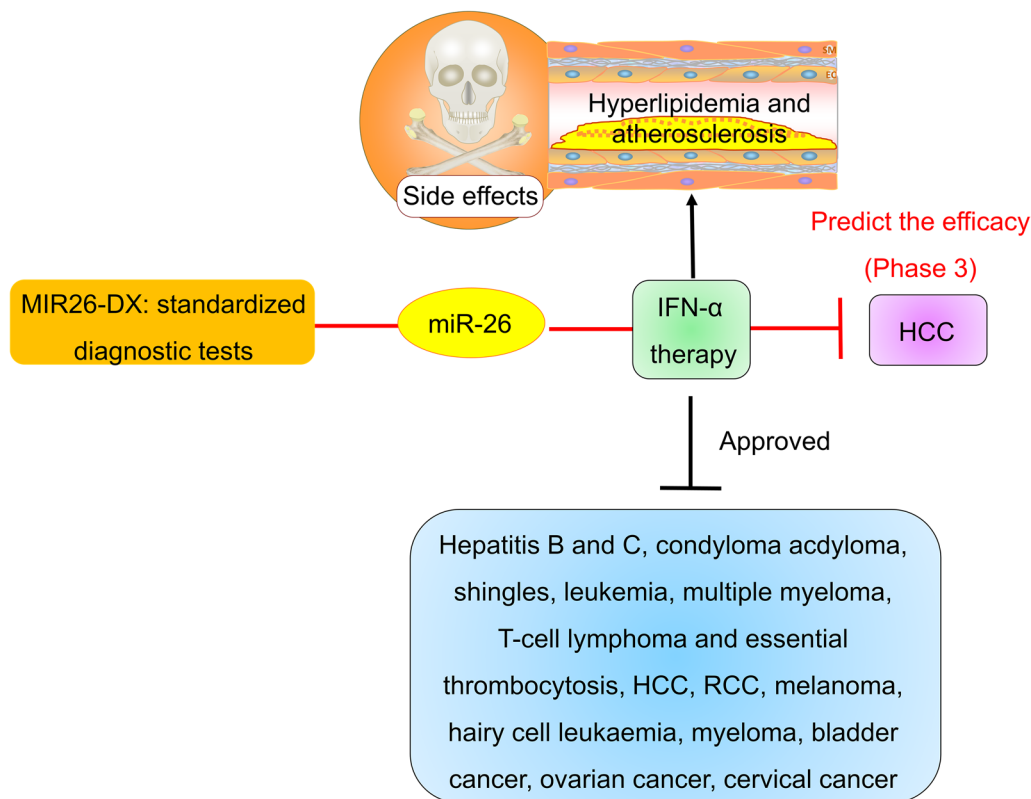 SM
EC
Hyperlipidemia and
atherosclerosis
Side effects
Predict the efficacy
(Phase 3)
MIR26-DX: standardized
diagnostic tests
miR-26
IFN-α
therapy
HCC
Approved
Hepatitis B and C, condyloma acdyloma,
shingles, leukemia, multiple myeloma,
T-cell lymphoma and essential
thrombocytosis, HCC, RCC, melanoma,
hairy cell leukaemia, myeloma, bladder
cancer, ovarian cancer, cervical cancer